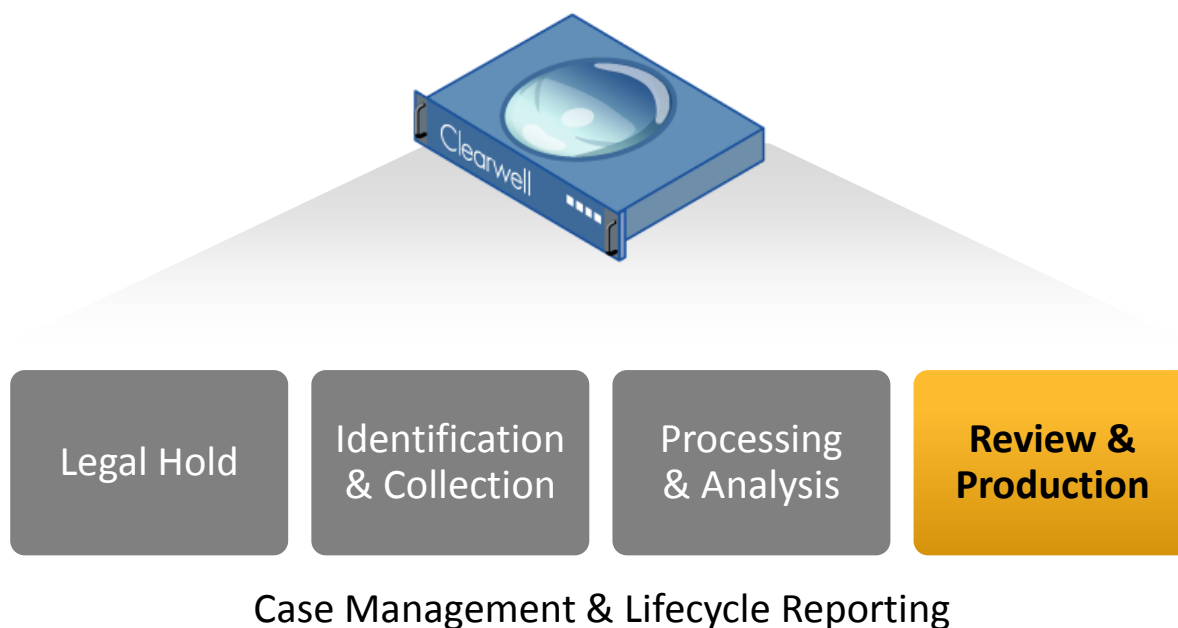 Clearwell
Legal Hold
Identification
& Collection
Processing
& Analysis
Review &
Production
Case Management & Lifecycle Reporting